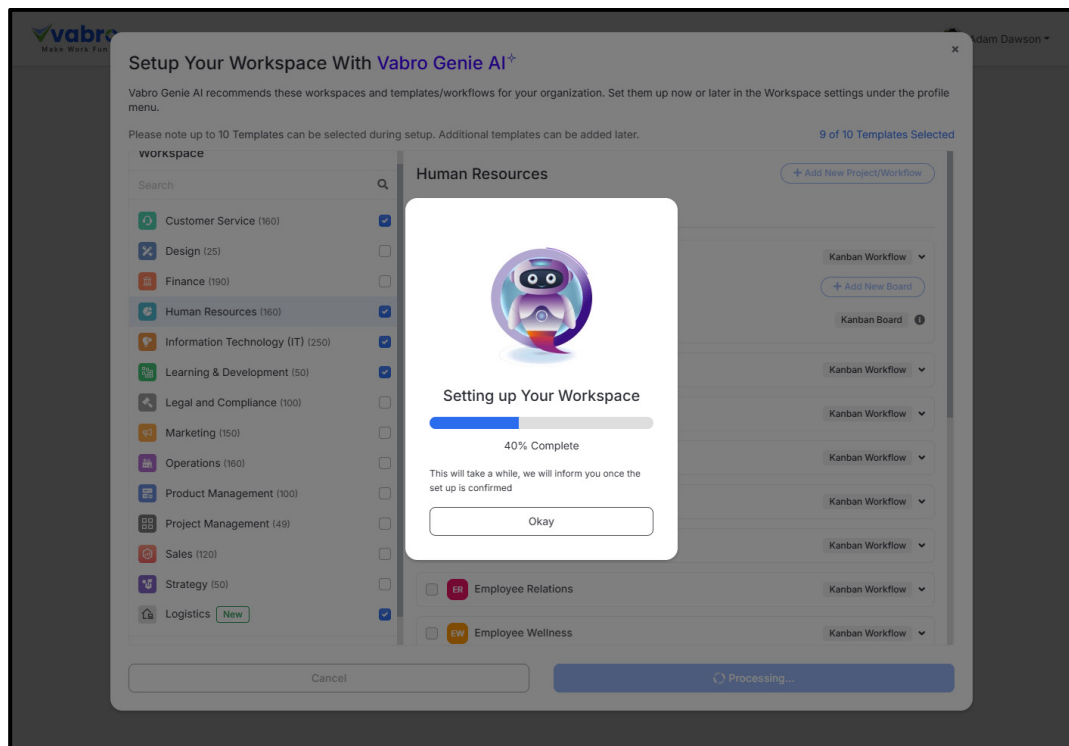 vabro
Make Work Fun
Adam Dawson
×
Setup Your Workspace With Vabro Genie AI
Vabro Genie AI recommends these workspaces and templates/workflows for your organization. Set them up now or later in the Workspace settings under the profile
menu.
Please note up to 10 Templates can be selected during setup. Additional templates can be added later.
9 of 10 Templates Selected
Workspace
Search
Customer Service (160)
Design (25)
Finance (190)
Human Resources (160)
Information Technology (IT) (250)
Learning & Development (50)
Legal and Compliance (100)
Marketing (150)
Operations (160)
Product Management (100)
Project Management (49)
Sales (120)
Strategy (50)
Logistics New
Human Resources
+ Add New Project/Workflow
Kanban Workflow
+ Add New Board
Kanban Board
Kanban Workflow
Kanban Workflow
Kanban Workflow
Kanban Workflow
Kanban Workflow
ER Employee Relations Kanban Workflow
EW Employee Wellness Kanban Workflow
Setting up Your Workspace
40% Complete
This will take a while, we will inform you once the
set up is confirmed
Okay
Cancel
Processing...